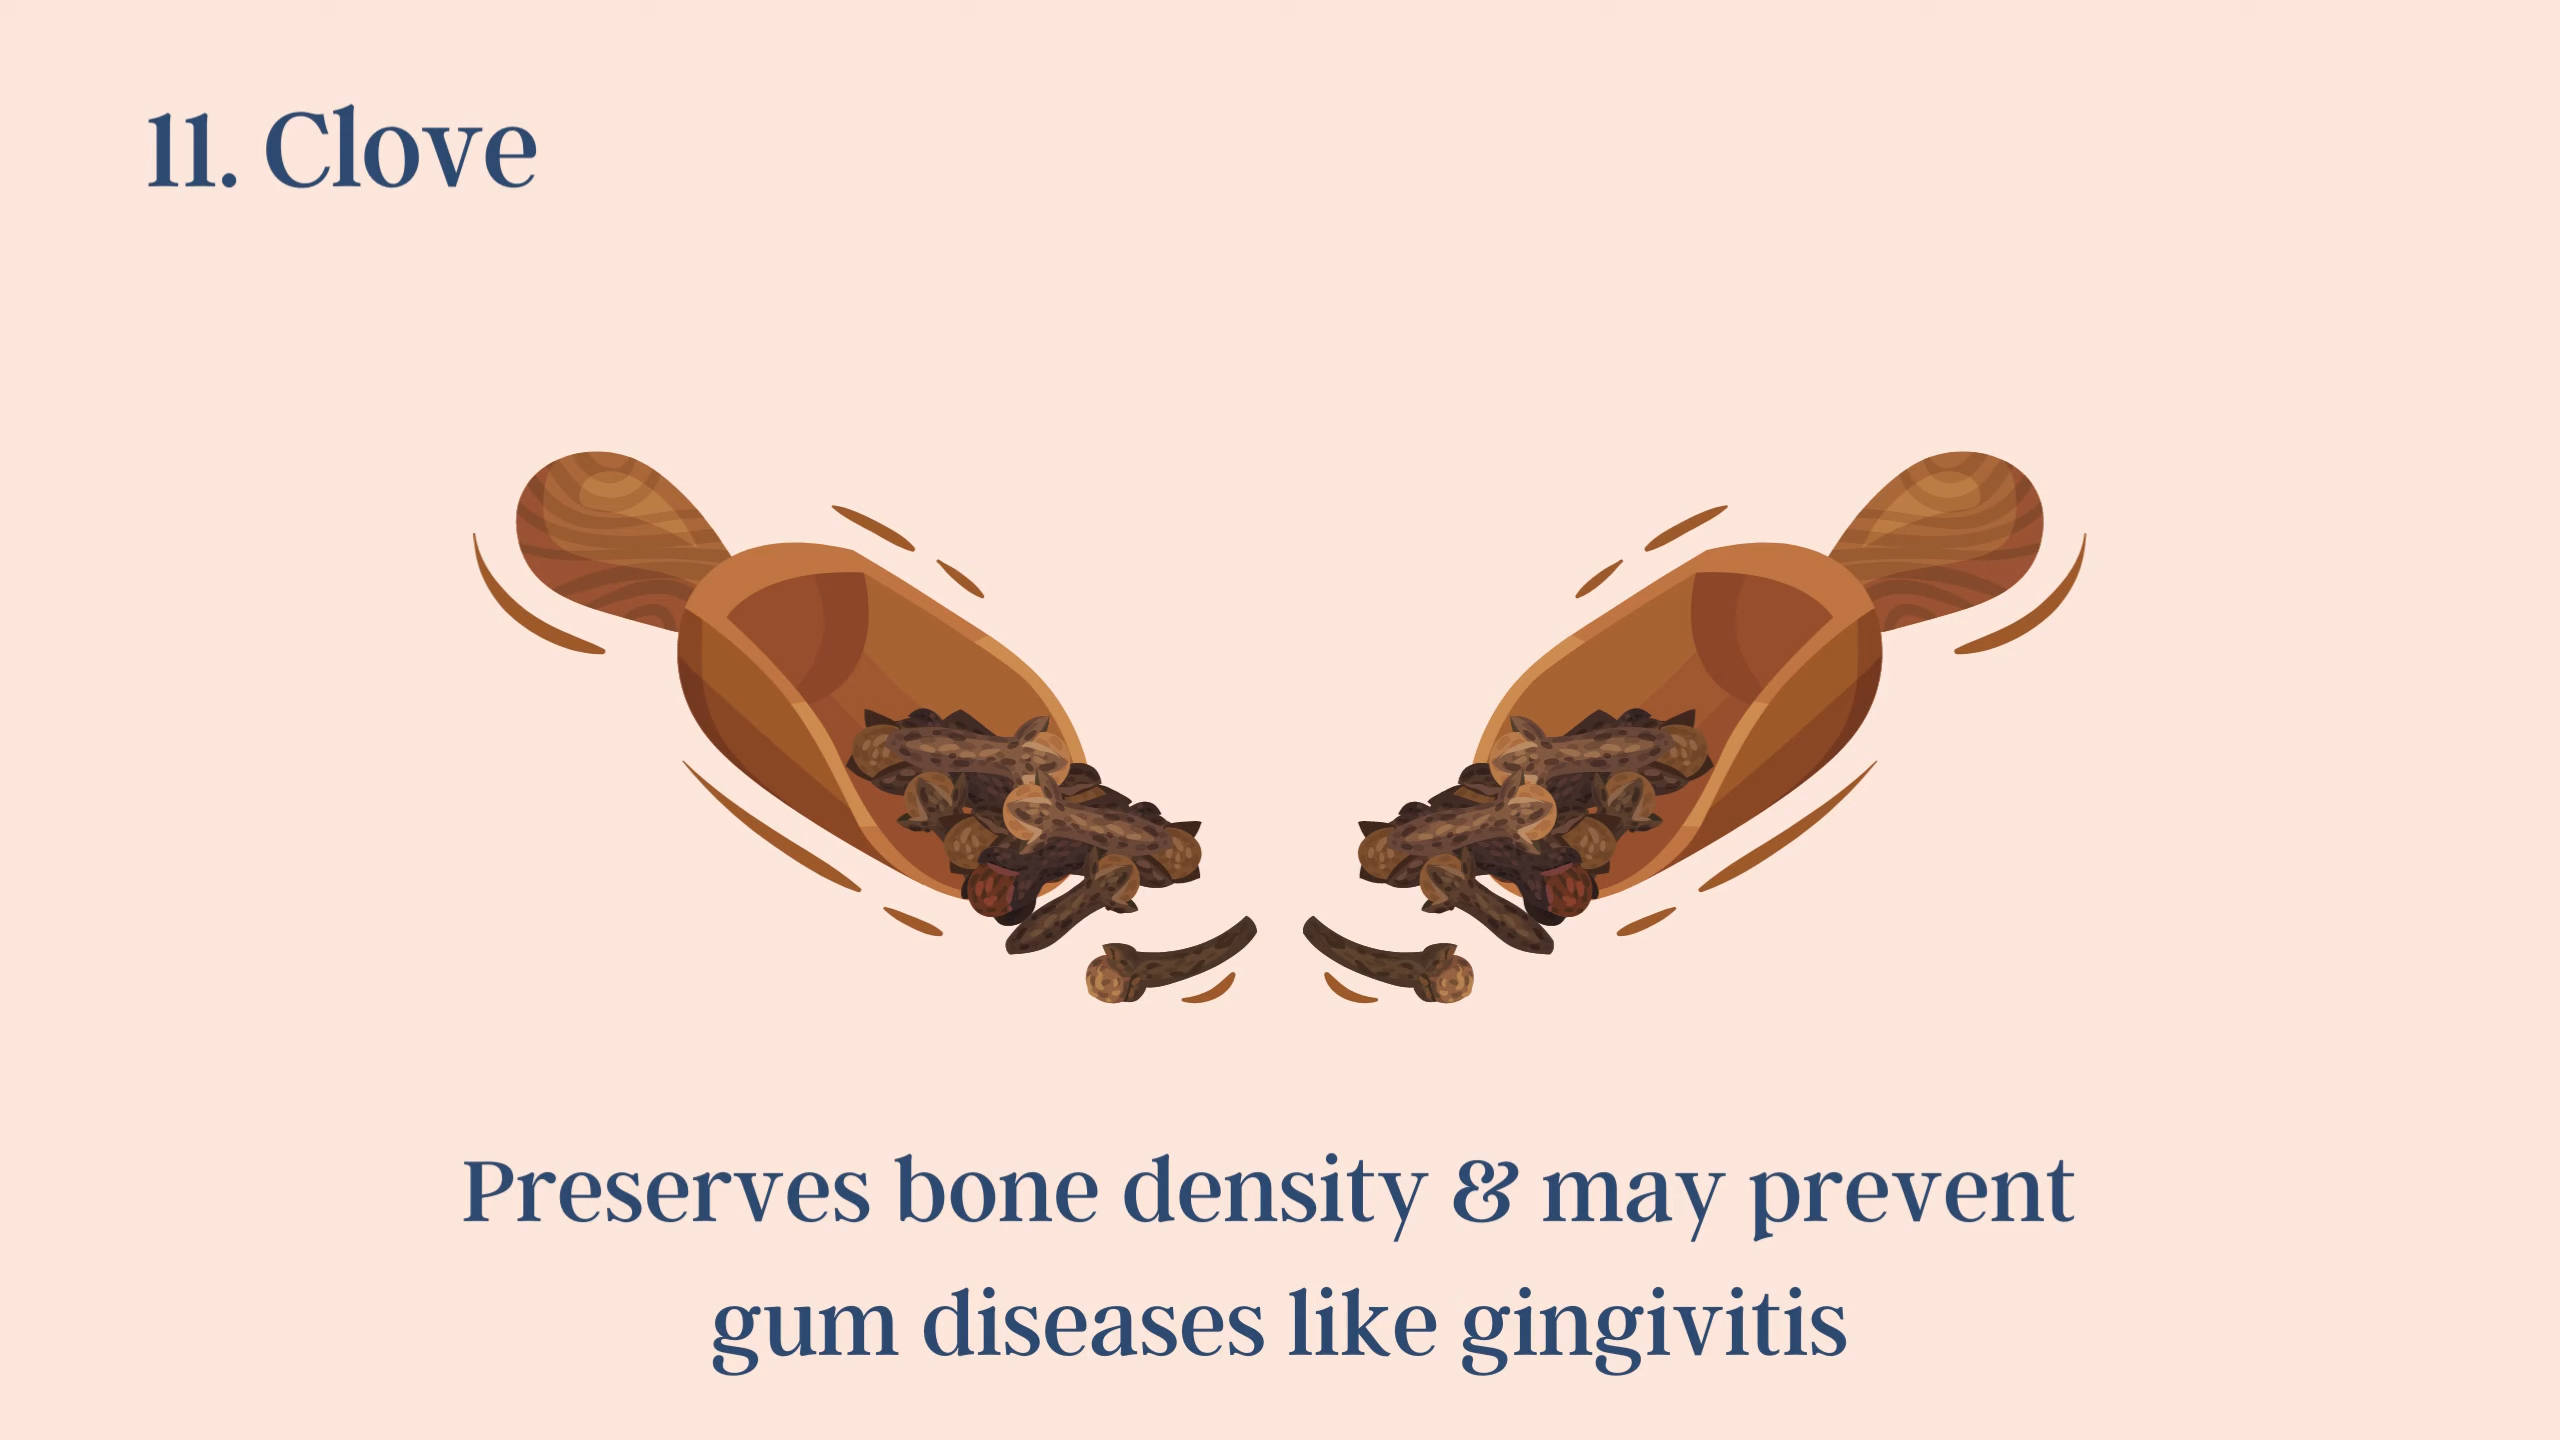 11. Clove
Preserves bone density & may prevent
gum diseases like gingivitis